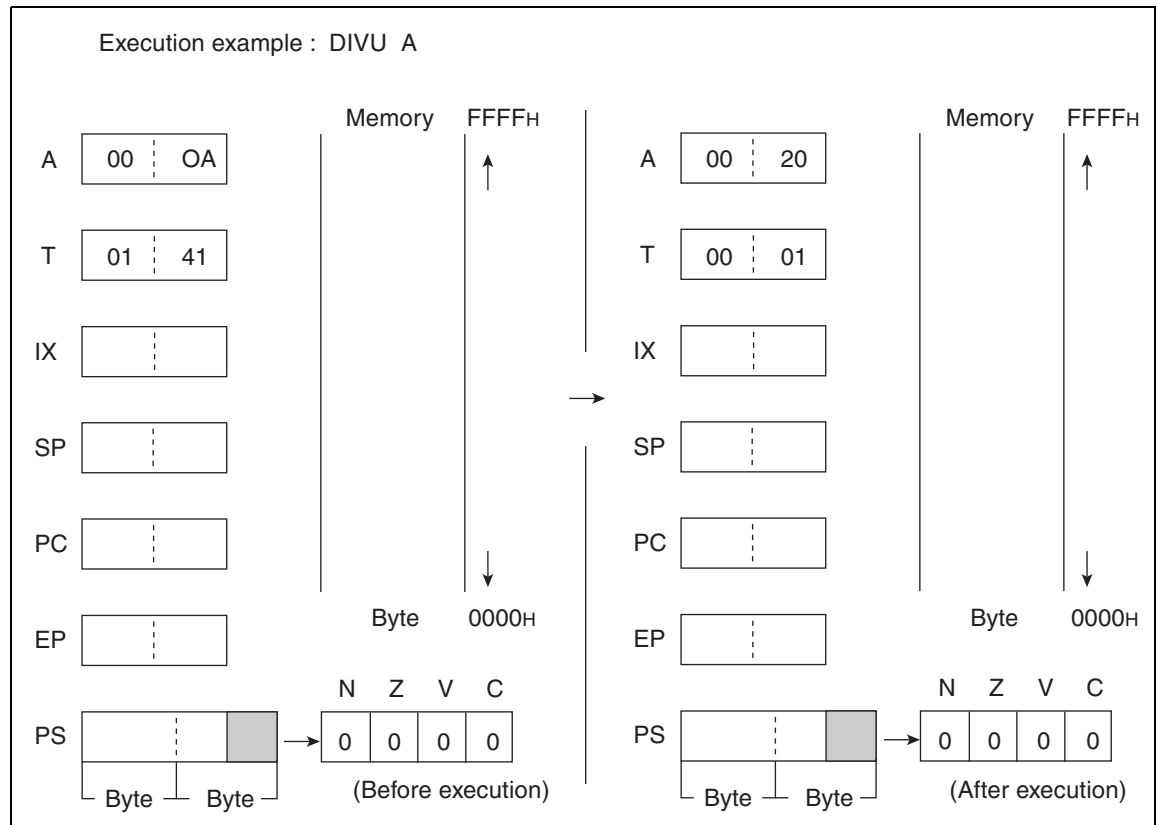 Execution example : DIVU A
Memory FFFFH
A 00 OA
T 01 41
IX
SP
PC
EP
Byte 0000H
N Z V C
PS 0 0 0 0
Byte Byte (Before execution)
Memory FFFFH
A 00 20
T 00 01
IX
SP
PC
EP
Byte 0000H
N Z V C
PS 0 0 0 0
Byte Byte (After execution)